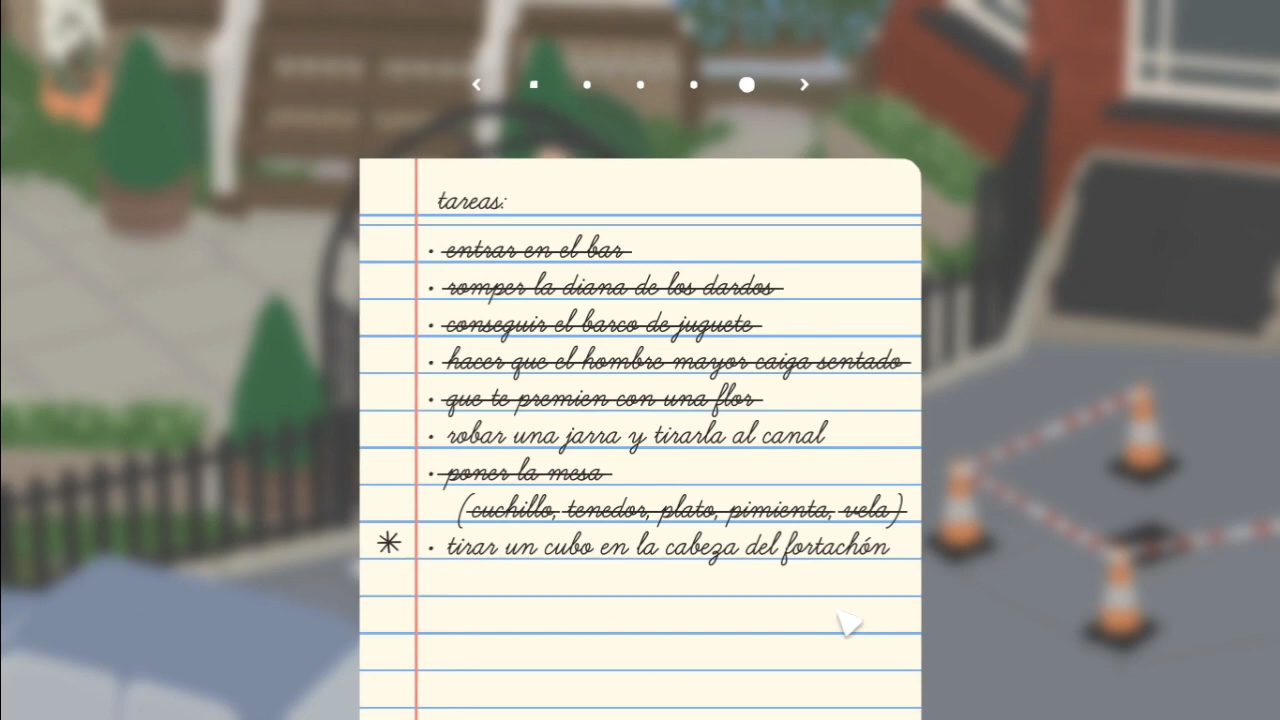 tareas:
• entrar en el bar
• romper la diana de los dardos
• conseguir el barco de juguete
• hacer que el hombre mayor caiga sentado
• que te premien con una flor
• robar una jarra y tirarla al canal
• poner la mesa
(cuchillo, tenedor, plato, pimienta, vela)
• tirar un cubo en la cabeza del fortachón